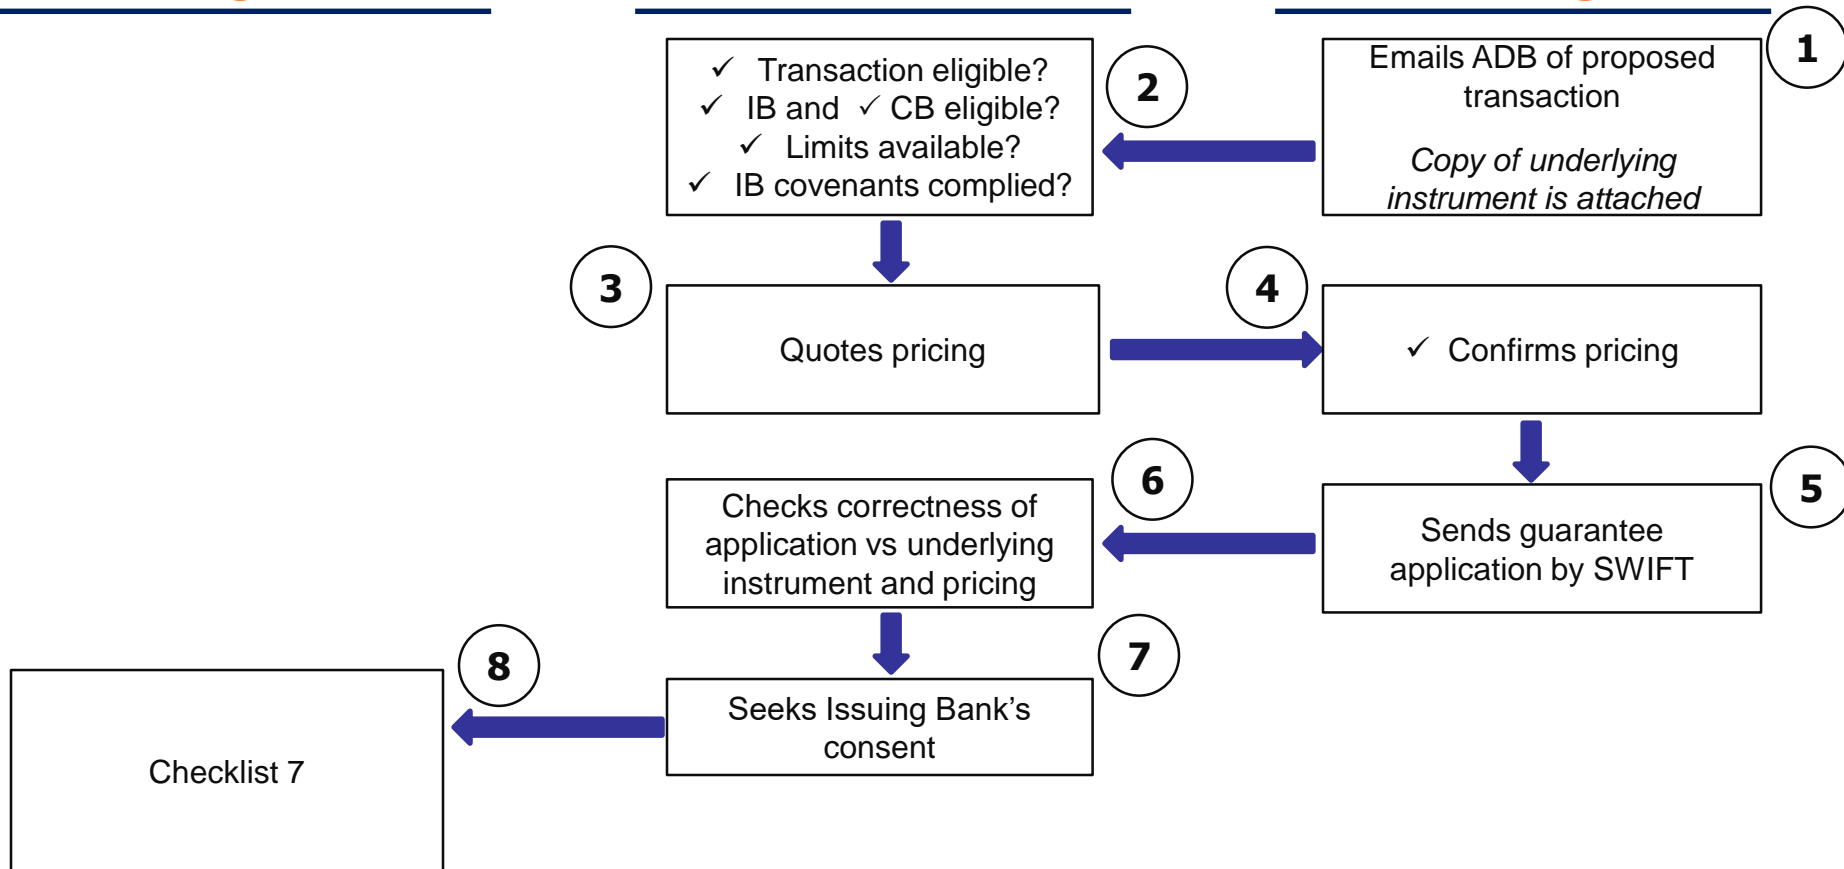 1
Emails ADB of proposed
transaction
Copy of underlying
instrument is attached
2
✓ Transaction eligible?
✓ IB and ✓ CB eligible?
✓ Limits available?
✓ IB covenants complied?
3
Quotes pricing
4
✓ Confirms pricing
5
Sends guarantee
application by SWIFT
6
Checks correctness of
application vs underlying
instrument and pricing
7
Seeks Issuing Bank’s
consent
8
Checklist 7